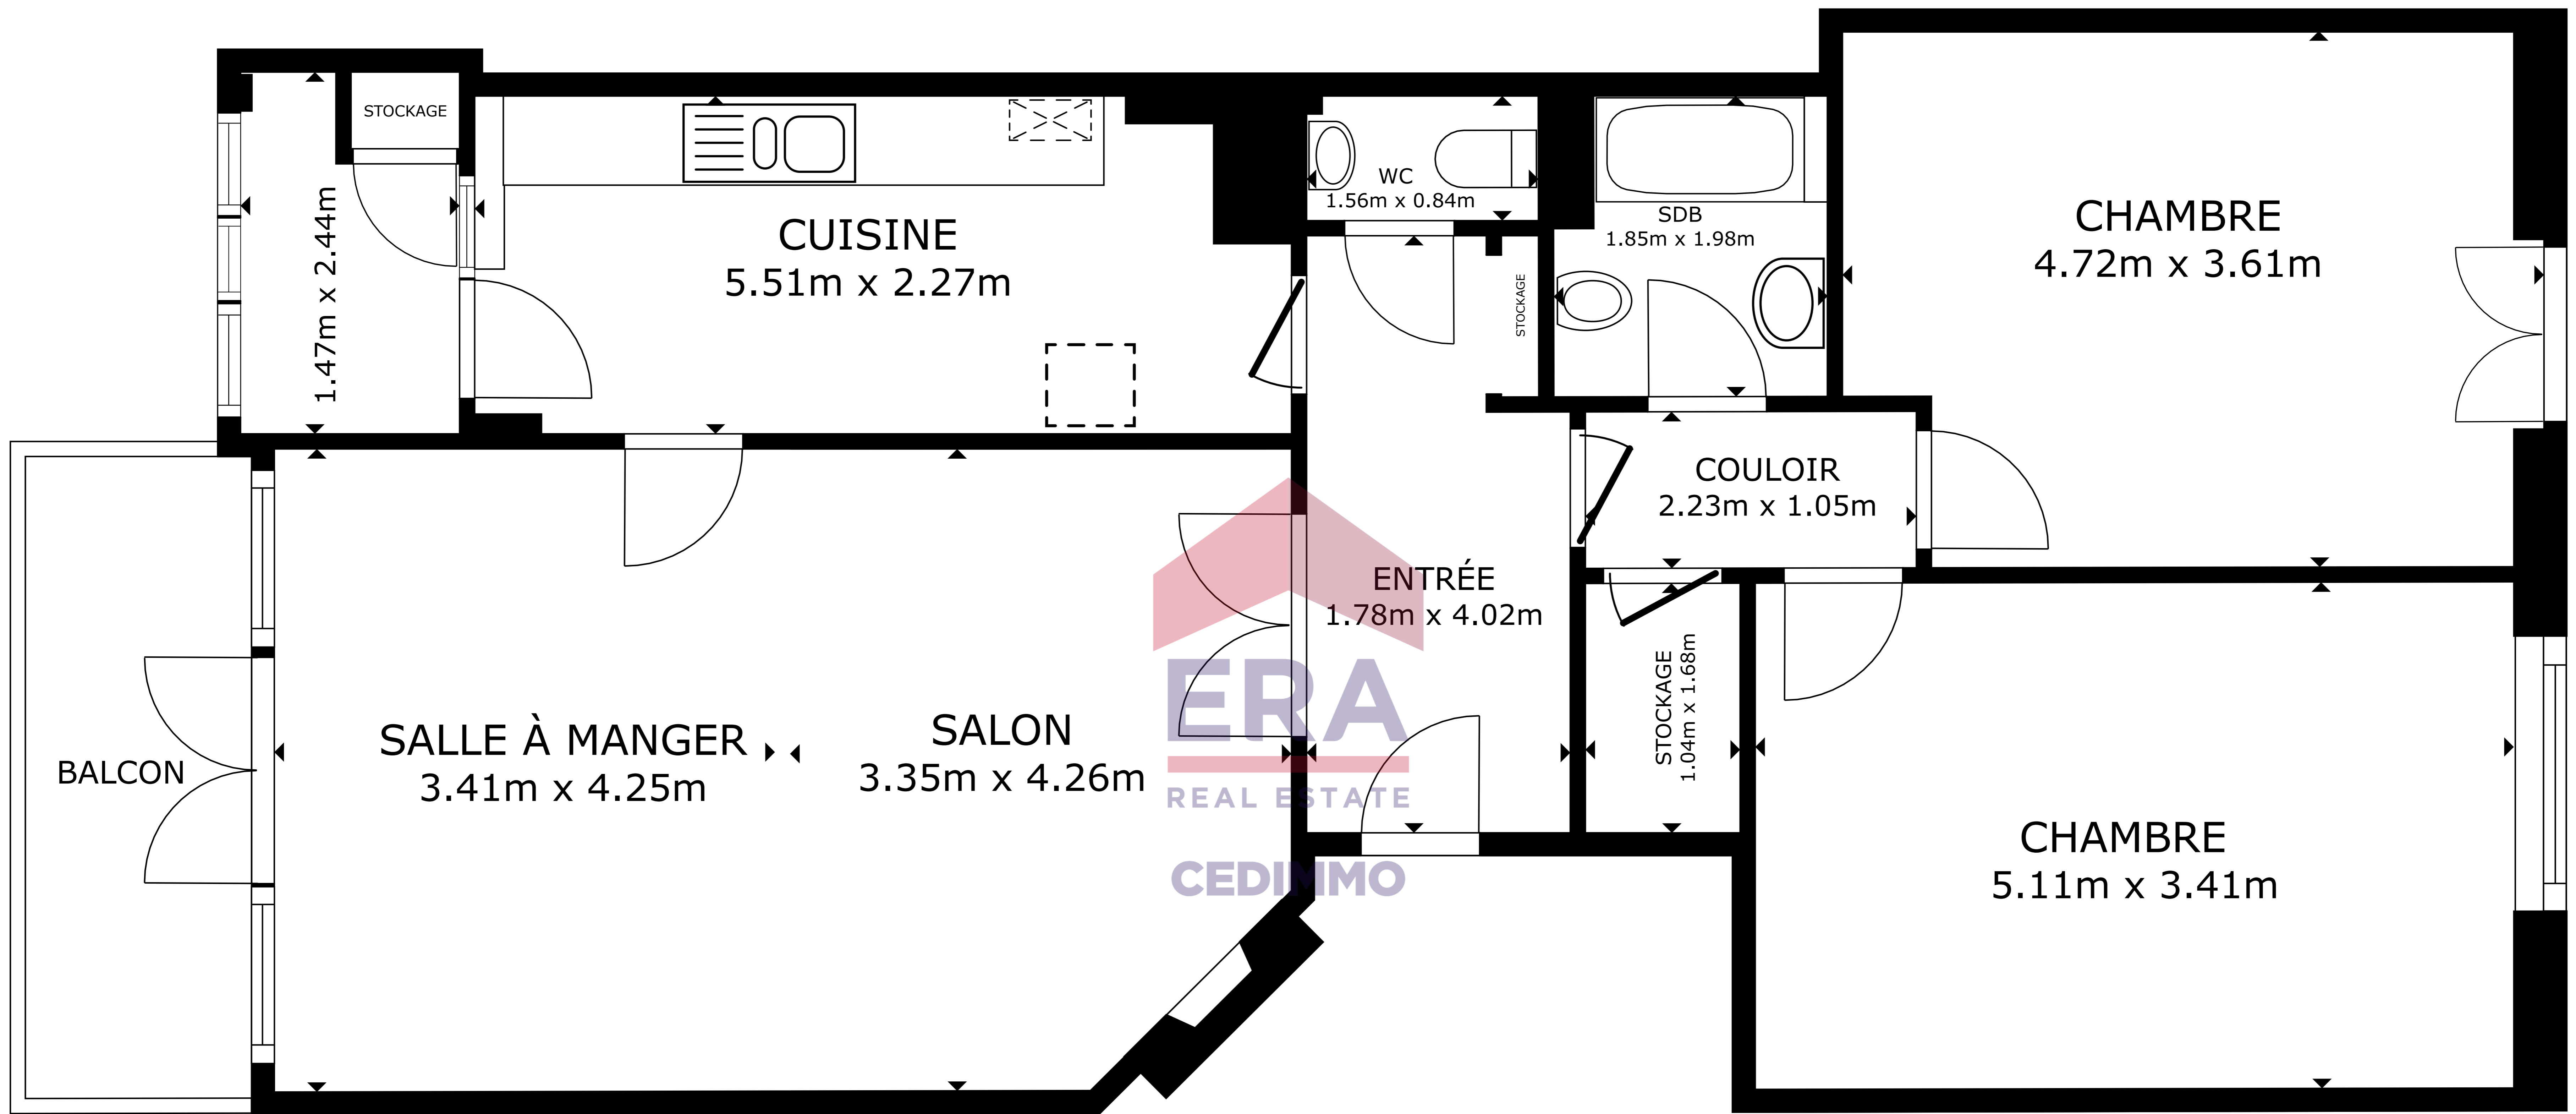 STOCKAGE
1.47m x 2.44m
CUISINE
5.51m x 2.27m
WC
1.56m x 0.84m
STOCKAGE
SDB
1.85m x 1.98m
CHAMBRE
4.72m x 3.61m
COULOIR
2.23m x 1.05m
ENTRÉE
1.78m x 4.02m
STOCKAGE
1.04m x 1.68m
BALCON
SALLE À MANGER
3.41m x 4.25m
SALON
3.35m x 4.26m
ERA
REAL ESTATE
CEDIMMO
CHAMBRE
5.11m x 3.41m